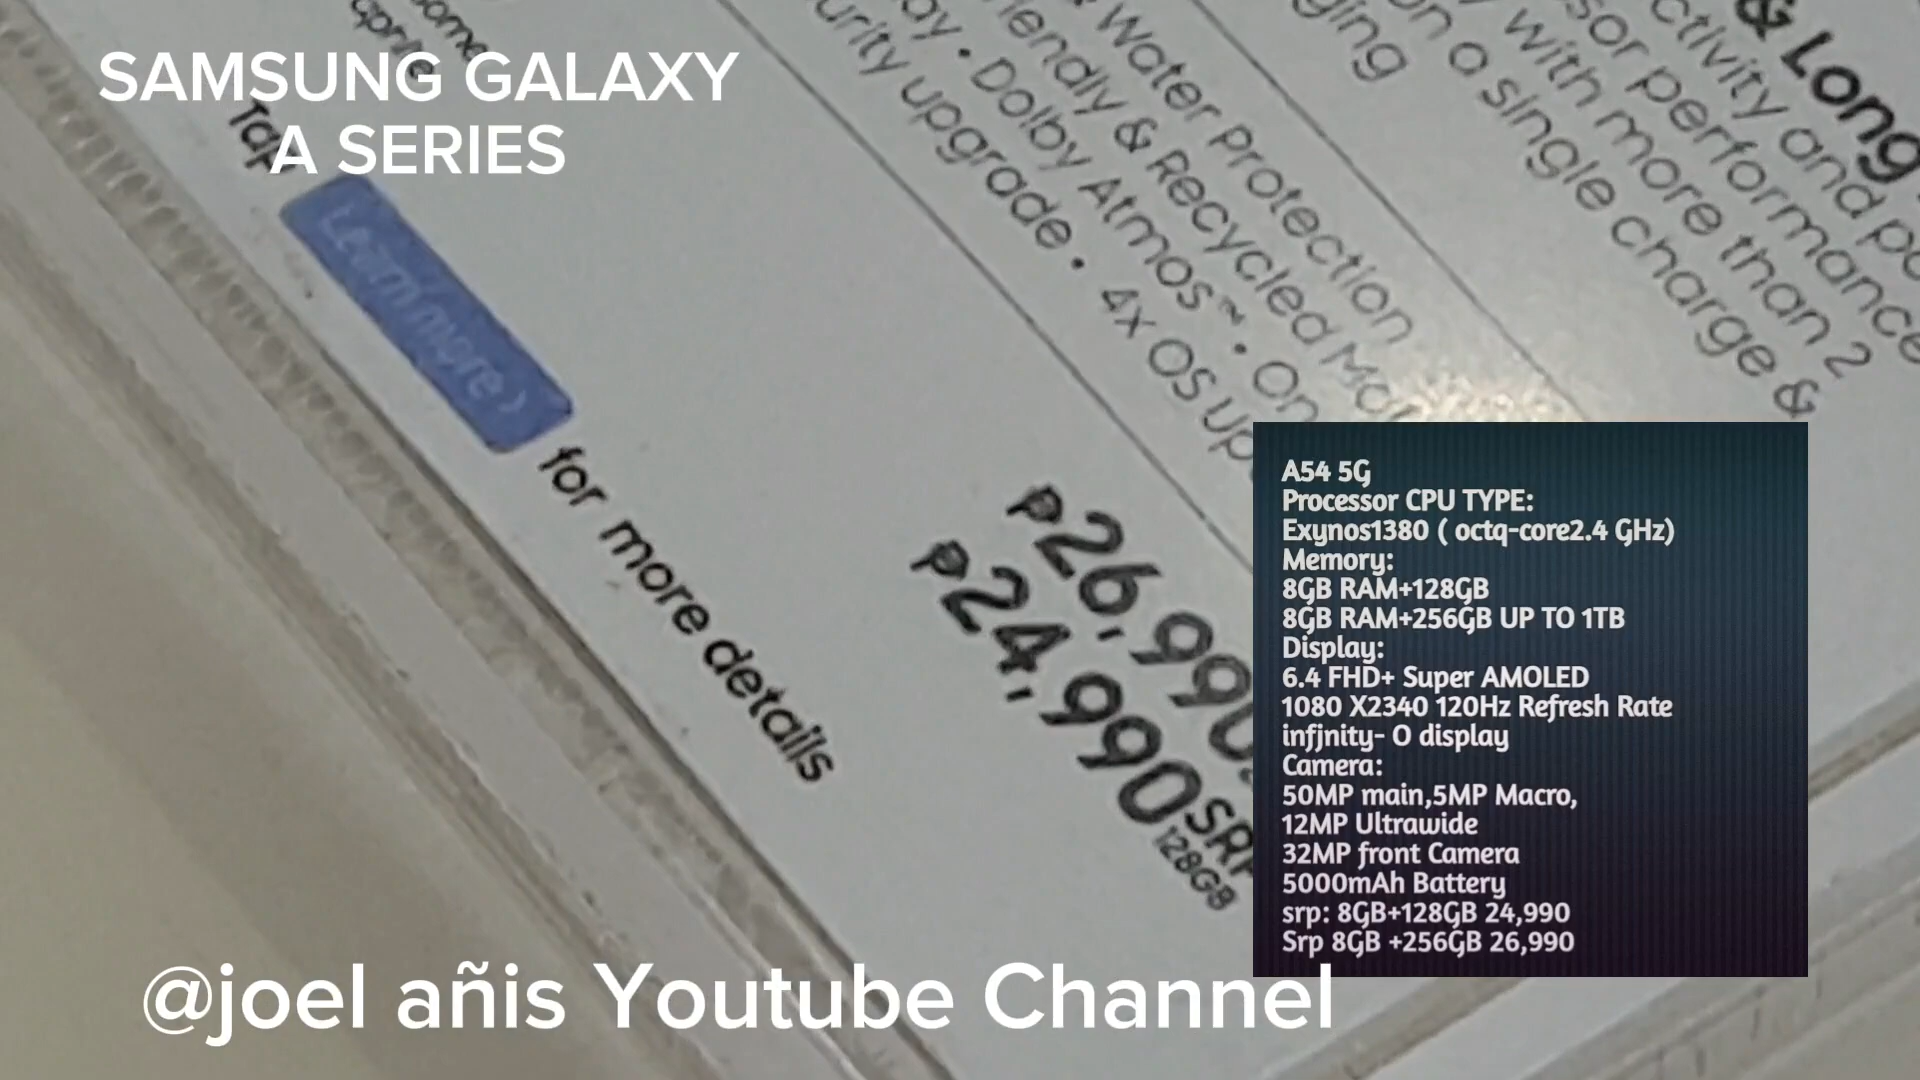 SAMSUNG GALAXY
A SERIES
Tap
Learn more >
for more details
& Long
ctivity and
sor performance
with more than 2
on a single charge &
ging
Water Protection
iendly & Recycled
ay • Dolby Atmos™ • On
urity upgrade • 4x OS Up
₱26,990
₱24,990 SRP
128GB
A54 5G
Processor CPU TYPE:
Exynos1380 ( octq-core2.4 GHz)
Memory:
8GB RAM+128GB
8GB RAM+256GB UP TO 1TB
Display:
6.4 FHD+ Super AMOLED
1080 X2340 120Hz Refresh Rate
infjnity- O display
Camera:
50MP main,5MP Macro,
12MP Ultrawide
32MP front Camera
5000mAh Battery
srp: 8GB+128GB 24,990
Srp 8GB +256GB 26,990
@joel añis Youtube Channel